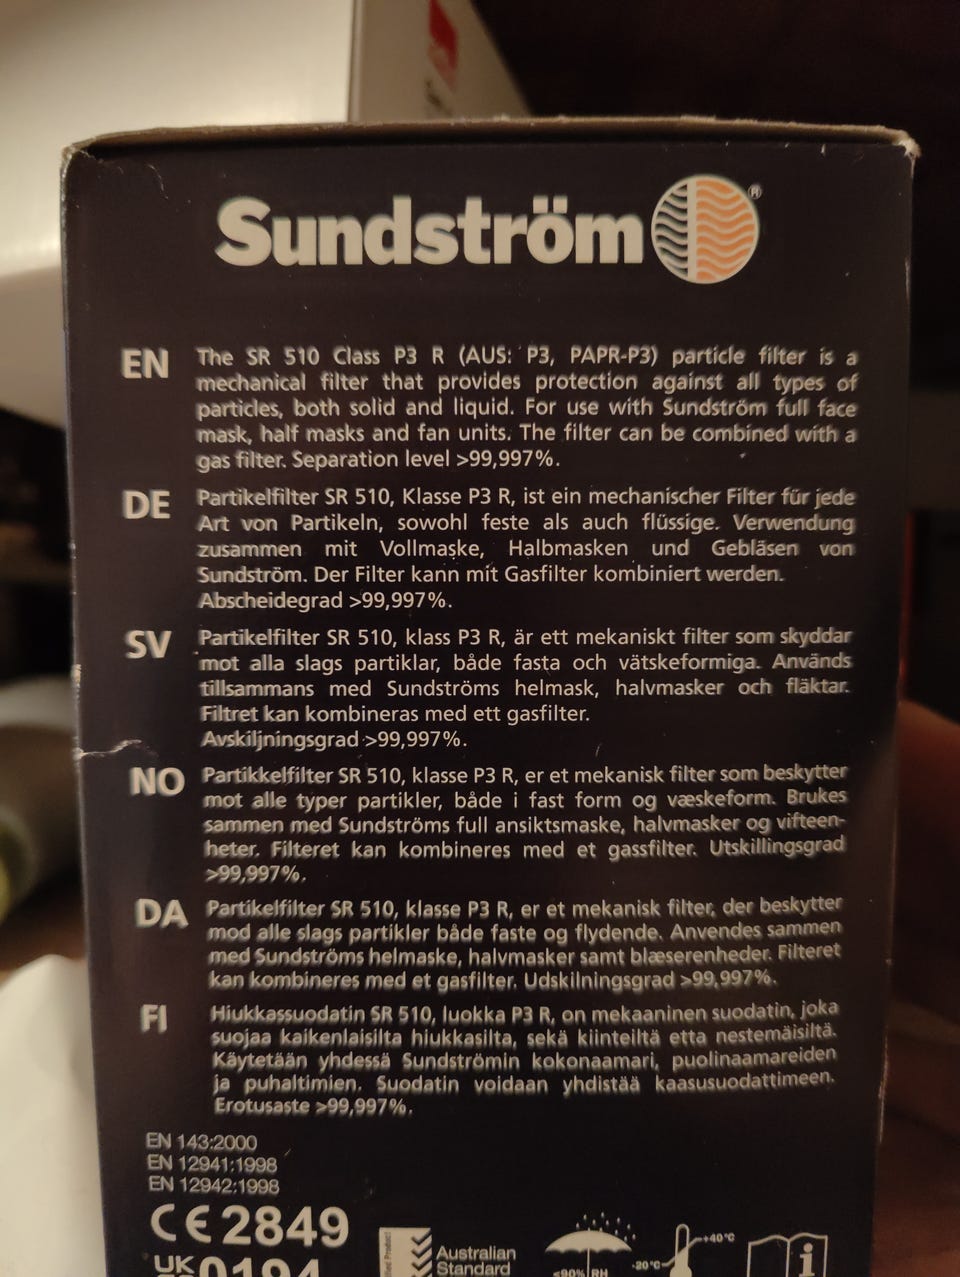 Sundström®
EN The SR 510 Class P3 R (AUS: P3, PAPR-P3) particle filter is a
mechanical filter that provides protection against all types of
particles, both solid and liquid. For use with Sundström full face
mask, half masks and fan units. The filter can be combined with a
gas filter. Separation level >99,997%.
DE Partikelfilter SR 510, Klasse P3 R, ist ein mechanischer Filter für jede
Art von Partikeln, sowohl feste als auch flüssige. Verwendung
zusammen mit Vollmaske, Halbmasken und Gebläsen von
Sundström. Der Filter kann mit Gasfilter kombiniert werden.
Abscheidegrad >99,997%.
SV Partikelfilter SR 510, klass P3 R, är ett mekaniskt filter som skyddar
mot alla slags partiklar, både fasta och vätskeformiga. Används
tillsammans med Sundströms helmask, halvmasker och fläktar.
Filtret kan kombineras med ett gasfilter.
Avskiljningsgrad >99,997%.
NO Partikkelfilter SR 510, klasse P3 R, er et mekanisk filter som beskytter
mot alle typer partikler, både i fast form og væskeform. Brukes
sammen med Sundströms full ansiktsmaske, halvmasker og vifteen-
heter. Filteret kan kombineres med et gassfilter. Utskillingsgrad
>99,997%.
DA Partikelfilter SR 510, klasse P3 R, er et mekanisk filter, der beskytter
mod alle slags partikler både faste og flydende. Anvendes sammen
med Sundströms helmaske, halvmasker samt blæserenheder. Filteret
kan kombineres med et gasfilter. Udskilningsgrad >99,997%.
FI Hiukkassuodatin SR 510, luokka P3 R, on mekaaninen suodatin, joka
suojaa kaikenlaisilta hiukkasilta, sekä kiinteiltä etta nestemäisiltä.
Käytetään yhdessä Sundströmin kokonaamari, puolinaamareiden
ja puhaltimien. Suodatin voidaan yhdistää kaasusuodattimeen.
Erotusaste >99,997%.
EN 143:2000
EN 12941:1998
EN 12942:1998
CE 2849
UK 0194
Product
Australian
Standard
<90% RH
-20°C
+40°C
i